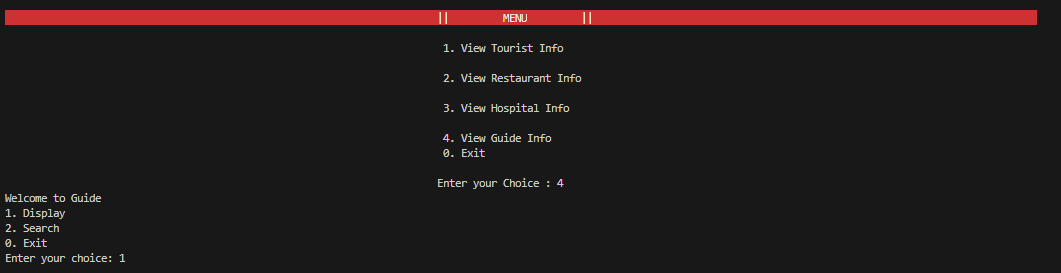 || MENU ||
1. View Tourist Info
2. View Restaurant Info
3. View Hospital Info
4. View Guide Info
0. Exit
Enter your Choice : 4
Welcome to Guide
1. Display
2. Search
0. Exit
Enter your choice: 1